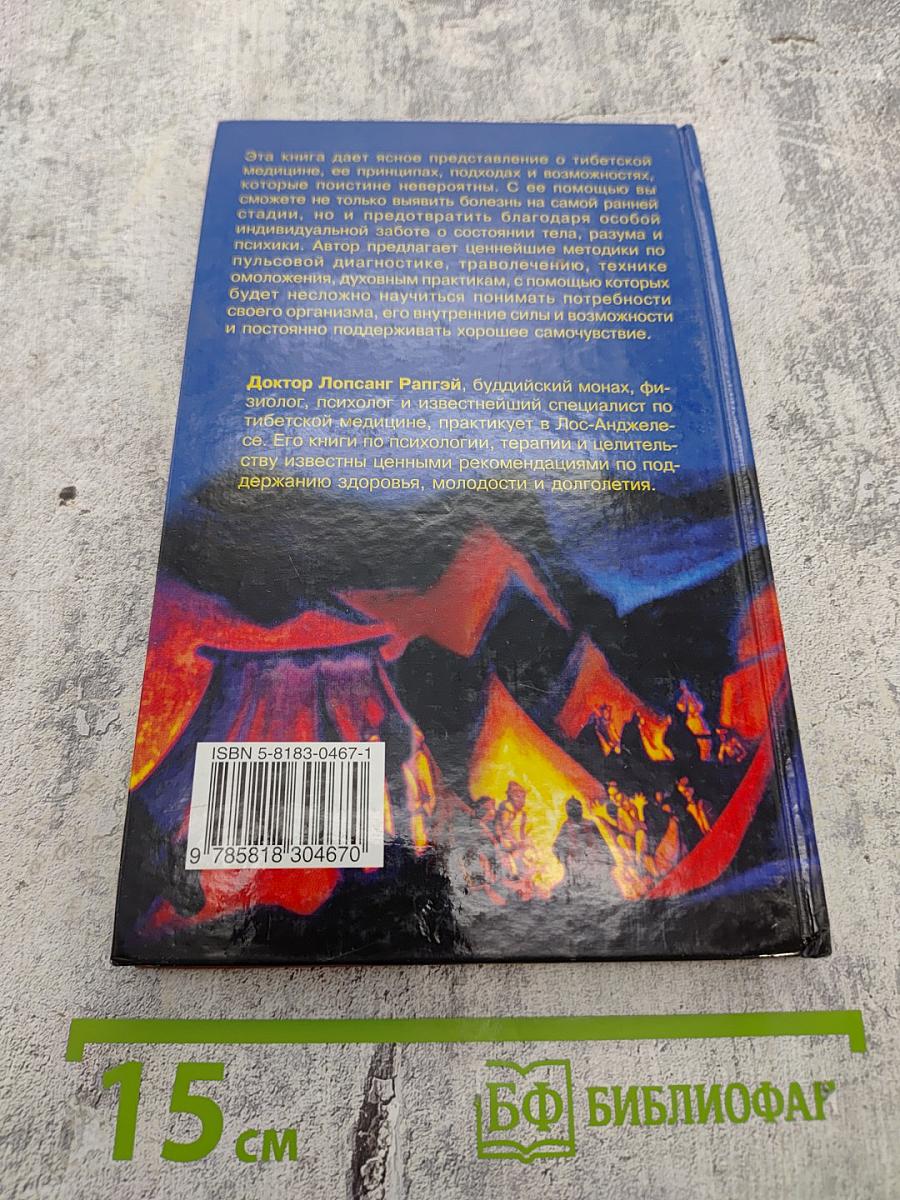 Эта книга дает ясное представление о тибетской
медицине, ее принципах, подходах и возможностях,
которые поистине невероятны. С ее помощью вы
сможете не только выявить болезнь на самой ранней
стадии, но и предотвратить благодаря особой
индивидуальной заботе о состоянии тела, разума и
психики. Автор предлагает ценнейшие методики по
пульсовой диагностике, траволечению, технике
омоложения, духовным практикам, с помощью которых
будет несложно научиться понимать потребности
своего организма, его внутренние силы и возможности
и постоянно поддерживать хорошее самочувствие.
Доктор Лопсанг Рапгэй, буддийский монах, фи-
зиолог, психолог и известнейший специалист по
тибетской медицине, практикует в Лос-Анджеле-
се. Его книги по психологии, терапии и целитель-
ству известны ценными рекомендациями по под-
держанию здоровья, молодости и долголетия.
ISBN 5-8183-0467-1
9 785818 304670
15 см
БФ БИБЛИОФАН